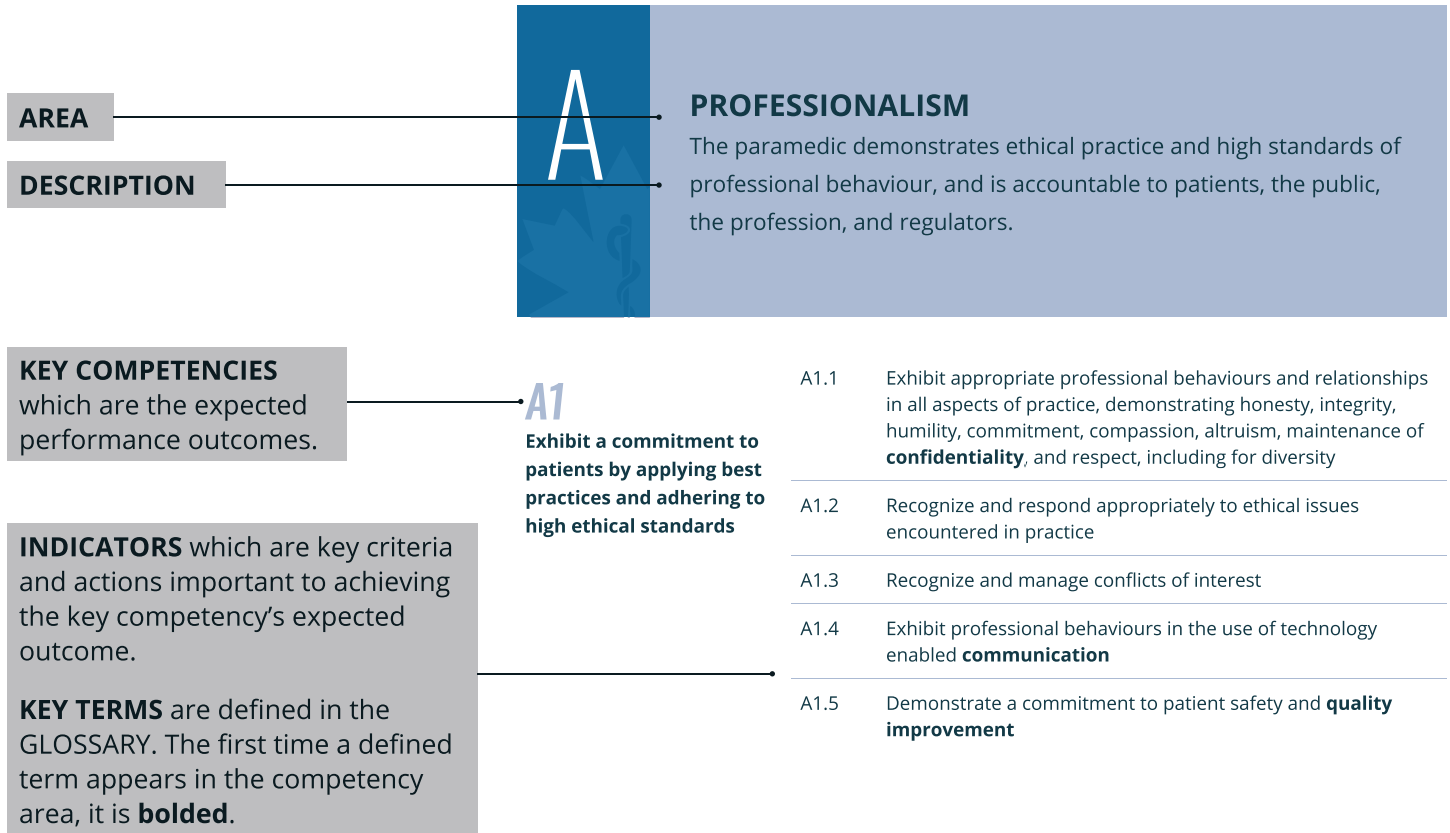 AREA
DESCRIPTION
A
PROFESSIONALISM
The paramedic demonstrates ethical practice and high standards of
professional behaviour, and is accountable to patients, the public,
the profession, and regulators.
KEY COMPETENCIES
which are the expected
performance outcomes.
A1
Exhibit a commitment to
patients by applying best
practices and adhering to
high ethical standards
INDICATORS which are key criteria
and actions important to achieving
the key competency’s expected
outcome.
KEY TERMS are defined in the
GLOSSARY. The first time a defined
term appears in the competency
area, it is bolded.
A1.1 Exhibit appropriate professional behaviours and relationships
in all aspects of practice, demonstrating honesty, integrity,
humility, commitment, compassion, altruism, maintenance of
confidentiality, and respect, including for diversity
A1.2 Recognize and respond appropriately to ethical issues
encountered in practice
A1.3 Recognize and manage conflicts of interest
A1.4 Exhibit professional behaviours in the use of technology
enabled communication
A1.5 Demonstrate a commitment to patient safety and quality
improvement